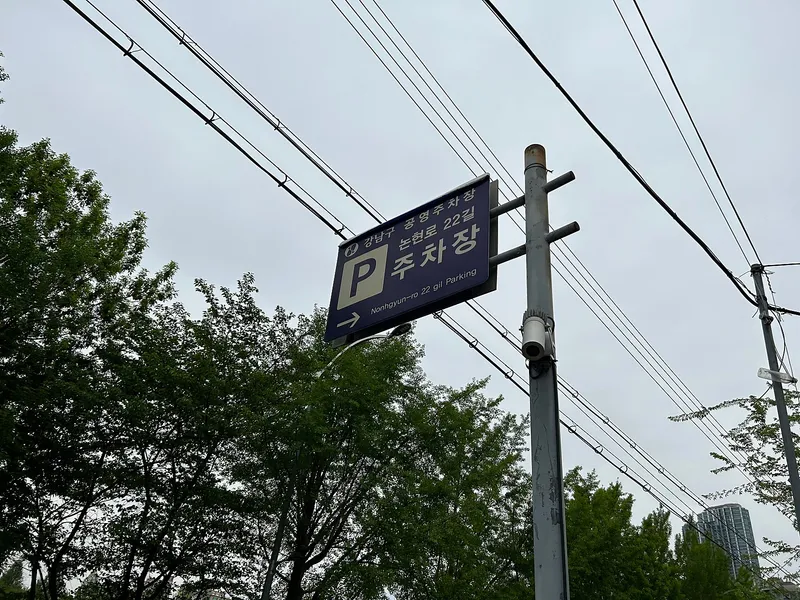 강남구 공영주차장
논현로 22길
P 주차장
→ Nonhgyun-ro 22 gil Parking